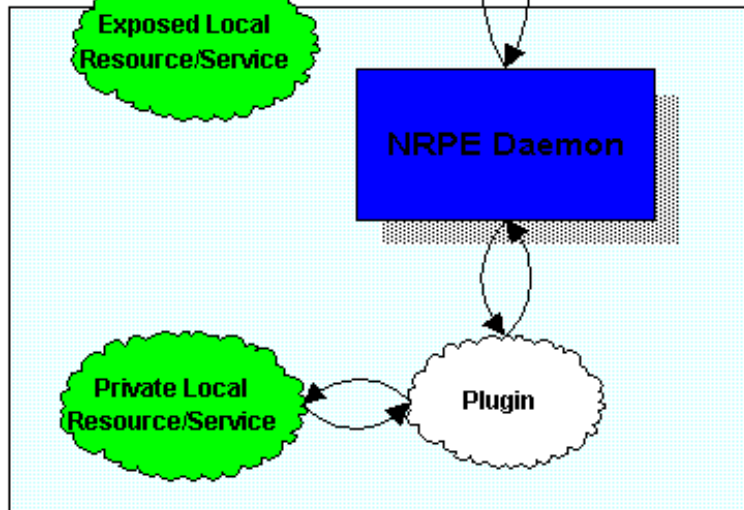 Exposed Local
Resource/Service
NRPE Daemon
Private Local
Resource/Service
Plugin